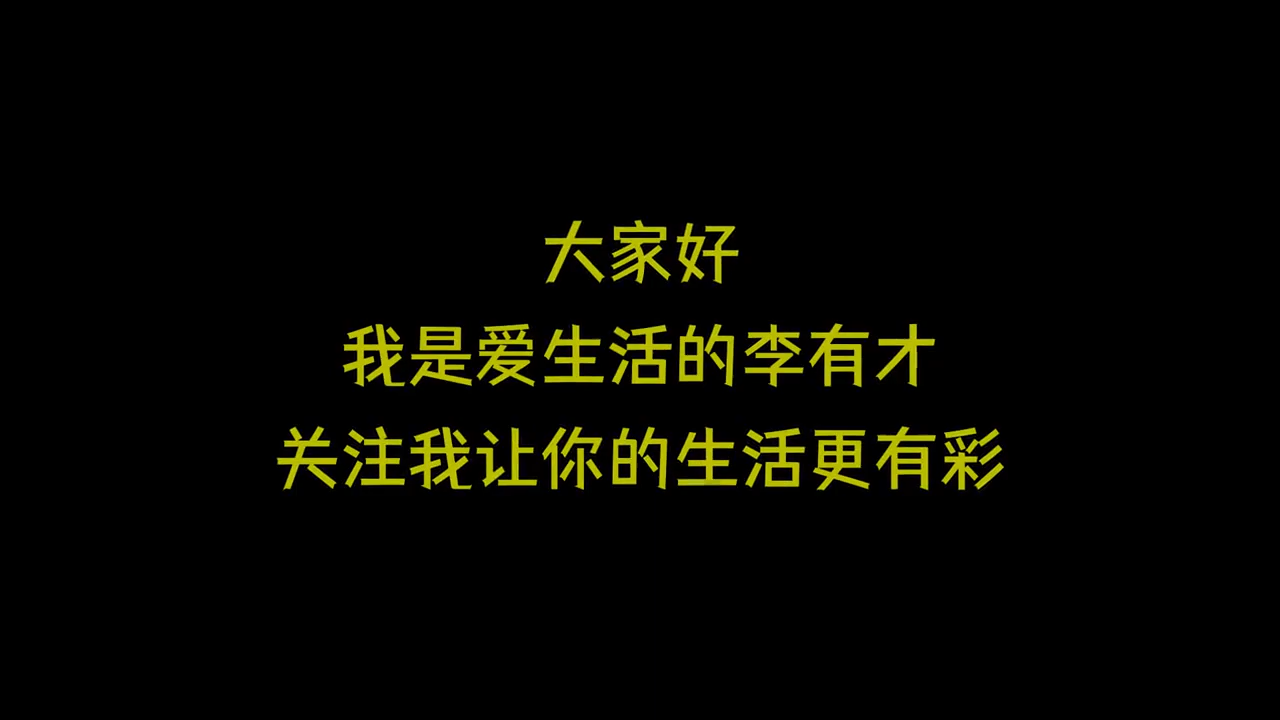 大家好
我是爱生活的李有才
关注我让你的生活更有彩